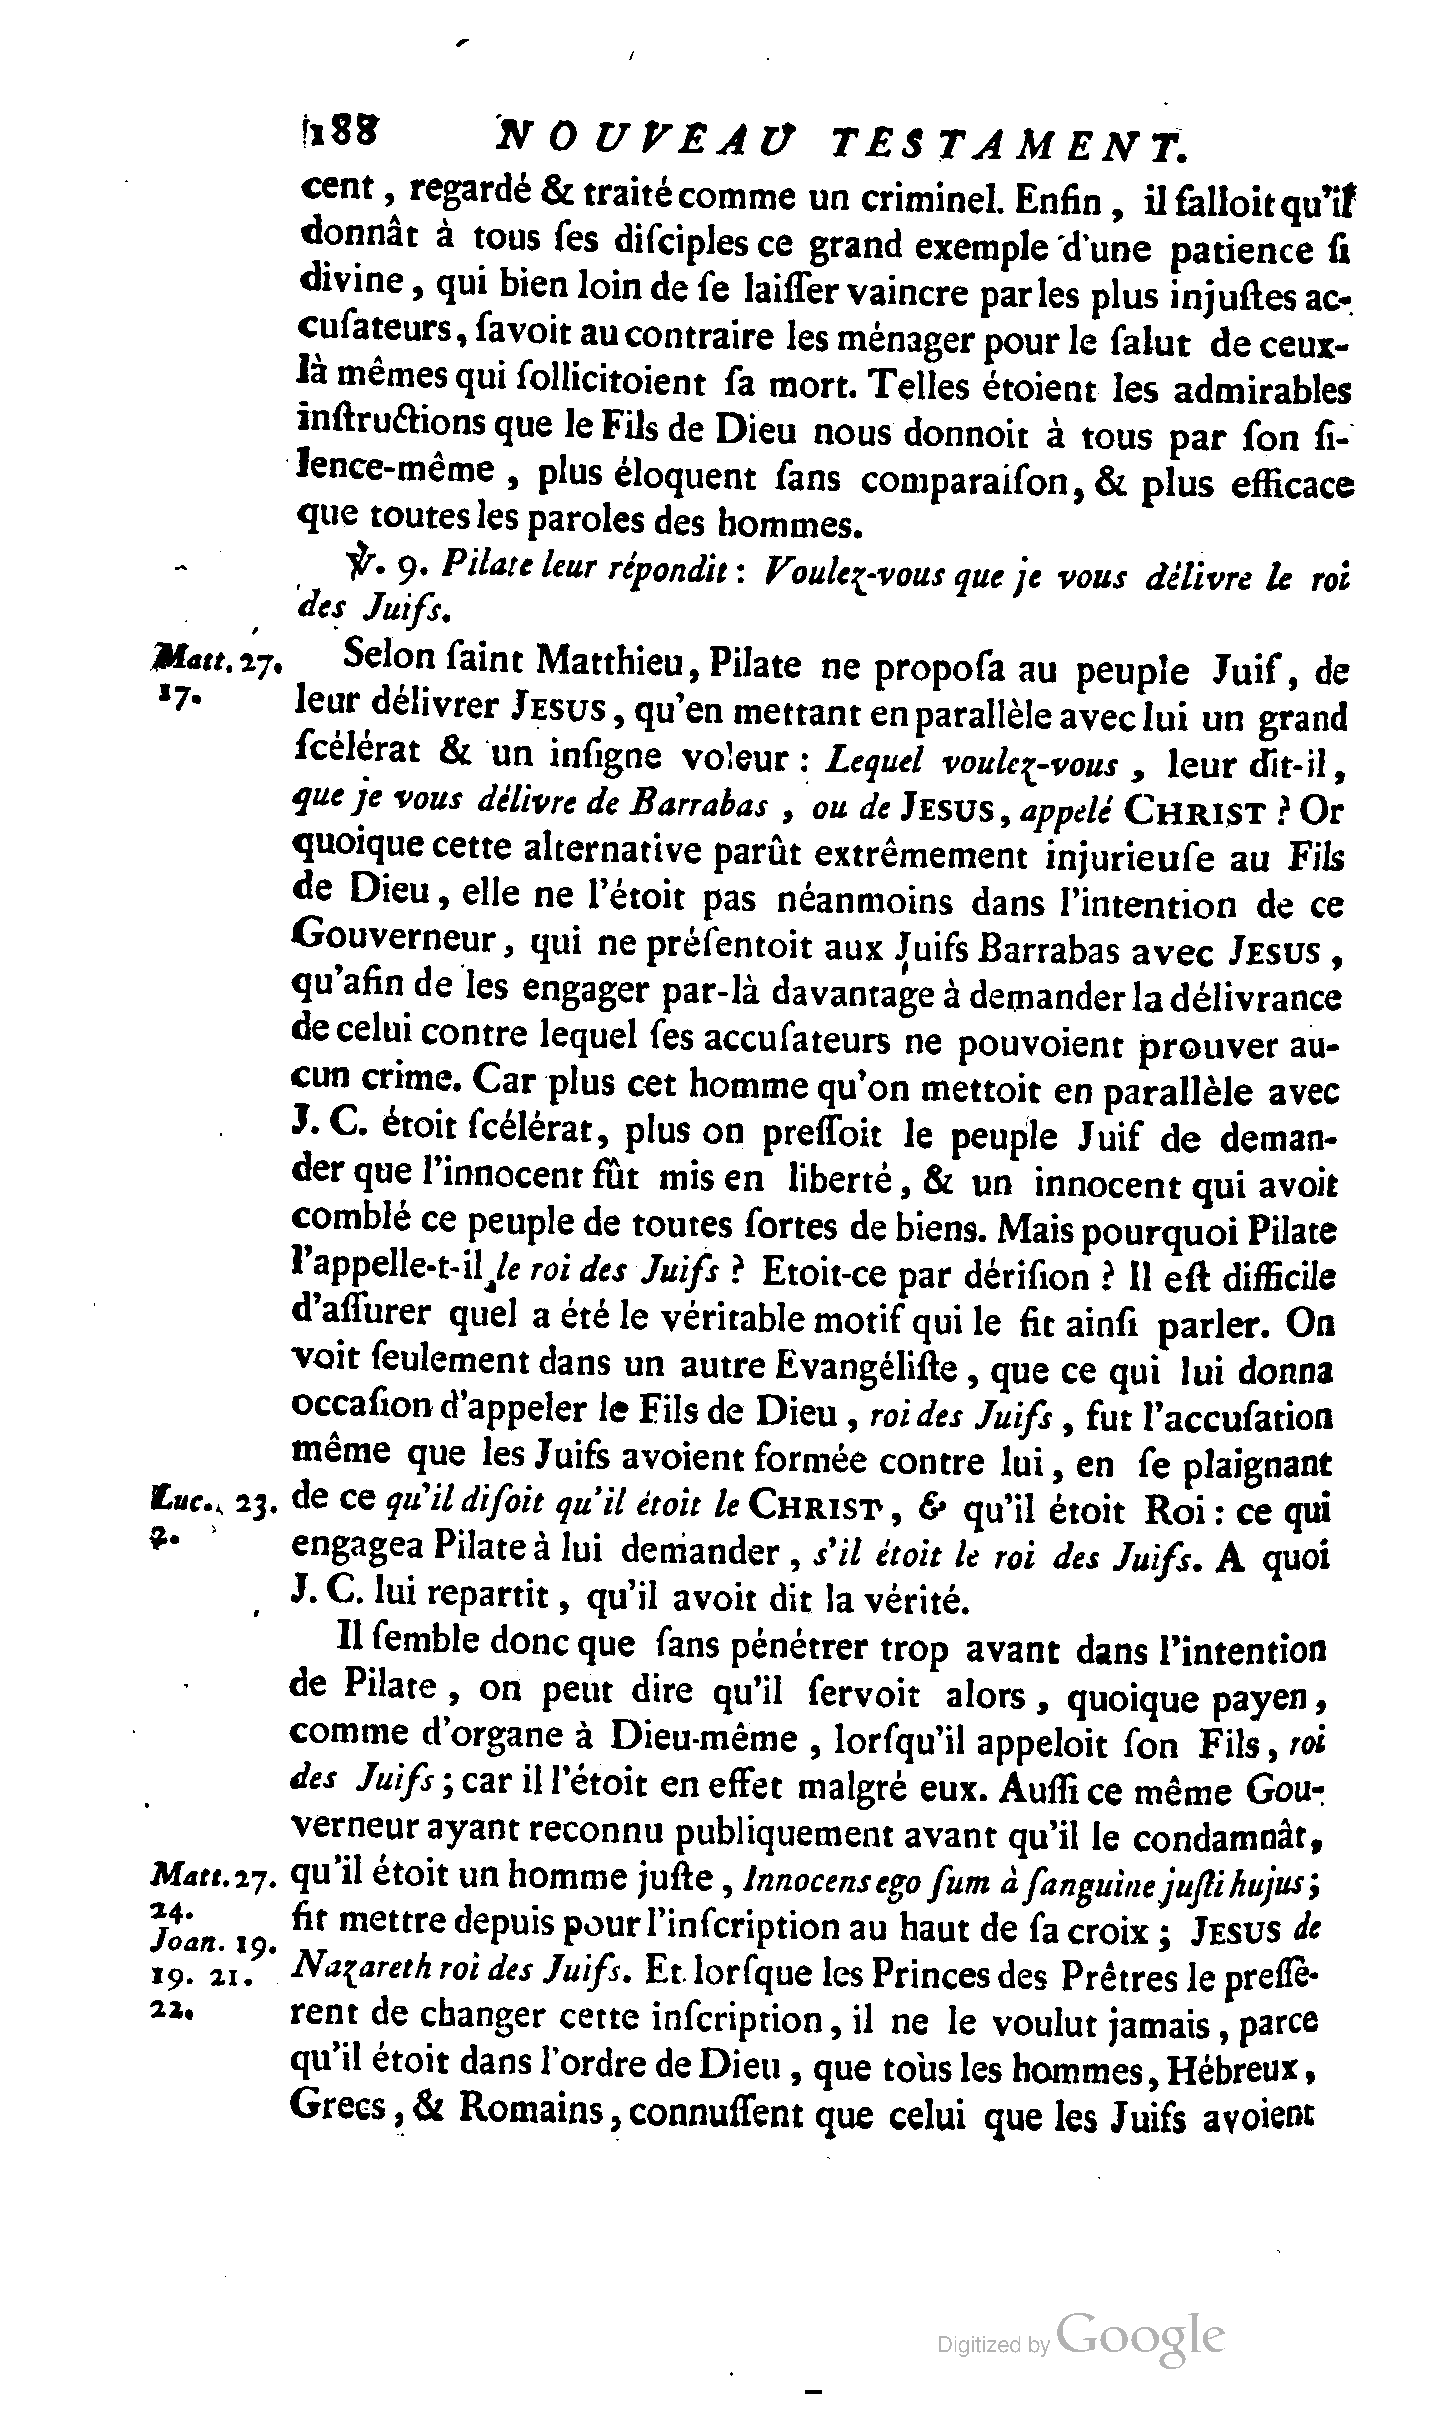 188 NOUVEAU TESTAMENT.
cent, regardé & traité comme un criminel. Enfin, il falloit qu'il
donnât à tous ſes diſciples ce grand exemple d'une patience ſi
divine, qui bien loin de ſe laiſſer vaincre par les plus injuſtes ac-
cuſateurs, ſavoit au contraire les ménager pour le ſalut de ceux-
là mêmes qui ſollicitoient ſa mort. Telles étoient les admirables
inſtructions que le Fils de Dieu nous donnoit à tous par ſon ſi-
lence-même, plus éloquent ſans comparaiſon, & plus efficace
que toutes les paroles des hommes.
℣. 9. Pilate leur répondit : Voulez-vous que je vous délivre le roi
des Juifs.
Matt. 27. Selon ſaint Matthieu, Pilate ne propoſa au peuple Juif, de
17. leur délivrer JESUS, qu'en mettant en parallèle avec lui un grand
ſcélérat & un inſigne voleur : Lequel voulez-vous, leur dit-il,
que je vous délivre de Barrabas, ou de JESUS, appelé CHRIST ? Or
quoique cette alternative parût extrêmement injurieuſe au Fils
de Dieu, elle ne l'étoit pas néanmoins dans l'intention de ce
Gouverneur, qui ne préſentoit aux Juifs Barrabas avec JESUS,
qu'afin de les engager par-là davantage à demander la délivrance
de celui contre lequel ſes accuſateurs ne pouvoient prouver au-
cun crime. Car plus cet homme qu'on mettoit en parallèle avec
J. C. étoit ſcélérat, plus on preſſoit le peuple Juif de deman-
der que l'innocent fût mis en liberté, & un innocent qui avoit
comblé ce peuple de toutes ſortes de biens. Mais pourquoi Pilate
l'appelle-t-il le roi des Juifs ? Etoit-ce par dériſion ? Il eſt difficile
d'aſſurer quel a été le véritable motif qui le fit ainſi parler. On
voit ſeulement dans un autre Evangéliſte, que ce qui lui donna
occaſion d'appeler le Fils de Dieu, roi des Juifs, fut l'accuſation
même que les Juifs avoient formée contre lui, en ſe plaignant
Luc. 23. de ce qu'il diſoit qu'il étoit le CHRIST, & qu'il étoit Roi : ce qui
2. engagea Pilate à lui demander, s'il étoit le roi des Juifs. A quoi
J. C. lui repartit, qu'il avoit dit la vérité.
Il ſemble donc que ſans pénétrer trop avant dans l'intention
de Pilate, on peut dire qu'il ſervoit alors, quoique payen,
comme d'organe à Dieu-même, lorſqu'il appeloit ſon Fils, roi
des Juifs ; car il l'étoit en effet malgré eux. Auſſi ce même Gou-
verneur ayant reconnu publiquement avant qu'il le condamnât,
Matt. 27. qu'il étoit un homme juſte, Innocens ego ſum à ſanguine juſti hujus ;
24. fit mettre depuis pour l'inſcription au haut de ſa croix ; JESUS de
Joan. 19.
19. 21. Nazareth roi des Juifs. Et lorſque les Princes des Prêtres le preſſè-
22. rent de changer cette inſcription, il ne le voulut jamais, parce
qu'il étoit dans l'ordre de Dieu, que tous les hommes, Hébreux,
Grecs, & Romains, connuſſent que celui que les Juifs avoient
Digitized by Google